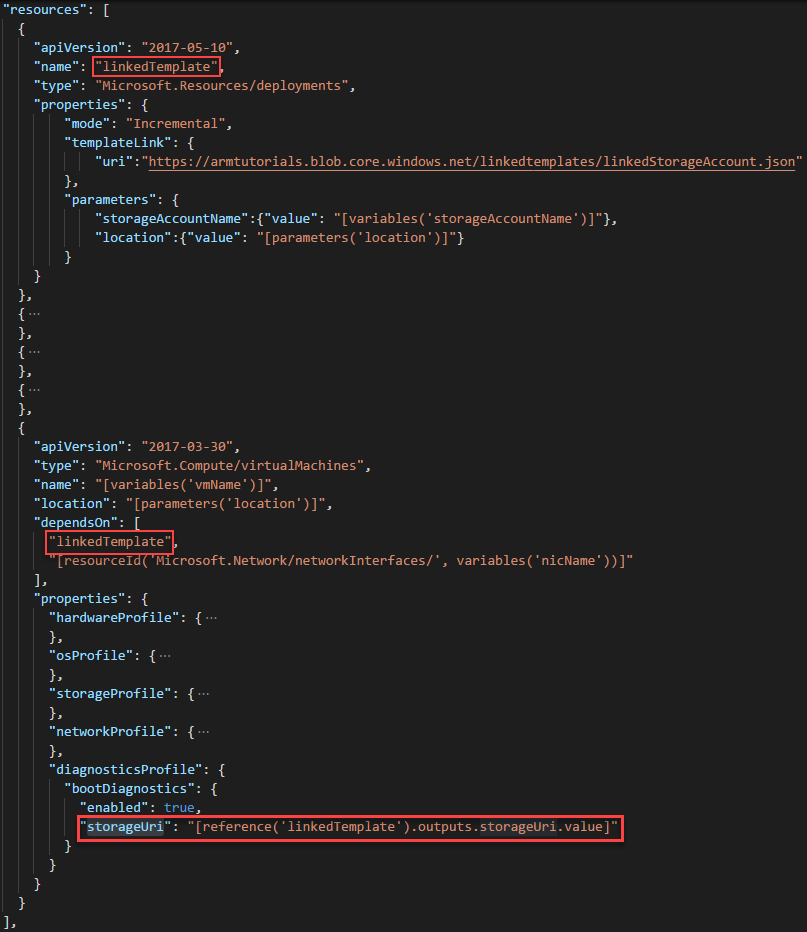 "resources": [
{
"apiVersion": "2017-05-10",
"name": "linkedTemplate",
"type": "Microsoft.Resources/deployments",
"properties": {
"mode": "Incremental",
"templateLink": {
"uri":"https://armtutorials.blob.core.windows.net/linkedtemplates/linkedStorageAccount.json"
},
"parameters": {
"storageAccountName":{"value": "[variables('storageAccountName')]"},
"location":{"value": "[parameters('location')]"}
}
}
},
{ ···
},
{ ···
},
{ ···
},
{
"apiVersion": "2017-03-30",
"type": "Microsoft.Compute/virtualMachines",
"name": "[variables('vmName')]",
"location": "[parameters('location')]",
"dependsOn": [
"linkedTemplate",
"[resourceId('Microsoft.Network/networkInterfaces/', variables('nicName'))]"
],
"properties": {
"hardwareProfile": { ···
},
"osProfile": { ···
},
"storageProfile": { ···
},
"networkProfile": { ···
},
"diagnosticsProfile": {
"bootDiagnostics": {
"enabled": true,
"storageUri": "[reference('linkedTemplate').outputs.storageUri.value]"
}
}
}
}
],